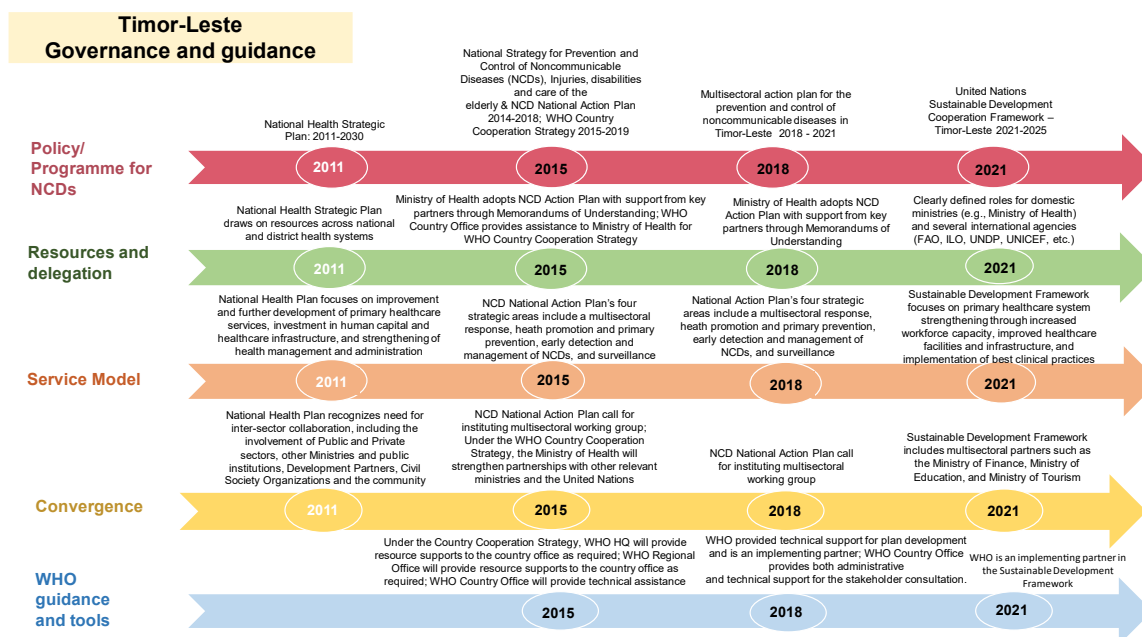 Timor-Leste
Governance and guidance
Policy/
Programme for
NCDs
National Health Strategic
Plan: 2011-2030
2011
National Strategy for Prevention and
Control of Noncommunicable
Diseases (NCDs), Injuries, disabilities
and care of the
elderly & NCD National Action Plan
2014-2018; WHO Country
Cooperation Strategy 2015-2019
2015
Multisectoral action plan for the
prevention and control of
noncommunicable diseases in
Timor-Leste 2018 - 2021
2018
United Nations
Sustainable Development
Cooperation Framework –
Timor-Leste 2021-2025
2021
Resources and
delegation
National Health Strategic Plan
draws on resources across national
and district health systems
2011
Ministry of Health adopts NCD Action Plan with support from key
partners through Memorandums of Understanding; WHO
Country Office provides assistance to Ministry of Health for
WHO Country Cooperation Strategy
2015
Ministry of Health adopts NCD
Action Plan with support from key
partners through Memorandums of
Understanding
2018
Clearly defined roles for domestic
ministries (e.g., Ministry of Health)
and several international agencies
(FAO, ILO, UNDP, UNICEF, etc.)
2021
Service Model
National Health Plan focuses on improvement
and further development of primary healthcare
services, investment in human capital and
healthcare infrastructure, and strengthening of
health management and administration
2011
NCD National Action Plan's four
strategic areas include a multisectoral
response, heath promotion and primary
prevention, early detection and
management of NCDs, and surveillance
2015
National Action Plan's four strategic
areas include a multisectoral response,
heath promotion and primary prevention,
early detection and management of
NCDs, and surveillance
2018
Sustainable Development Framework
focuses on primary healthcare system
strengthening through increased
workforce capacity, improved healthcare
facilities and infrastructure, and
implementation of best clinical practices
2021
Convergence
National Health Plan recognizes need for
inter-sector collaboration, including the
involvement of Public and Private
sectors, other Ministries and public
institutions, Development Partners, Civil
Society Organizations and the community
2011
NCD National Action Plan call for
instituting multisectoral working group;
Under the WHO Country Cooperation
Strategy, the Ministry of Health will
strengthen partnerships with other relevant
ministries and the United Nations
2015
NCD National Action Plan call
for instituting multisectoral
working group
2018
Sustainable Development Framework
includes multisectoral partners such as
the Ministry of Finance, Ministry of
Education, and Ministry of Tourism
2021
WHO
guidance
and tools
Under the Country Cooperation Strategy, WHO HQ will provide
resource supports to the country office as required; WHO Regional
Office will provide resource supports to the country office as
required; WHO Country Office will provide technical assistance
2015
WHO provided technical support for plan development
and is an implementing partner; WHO Country Office
provides both administrative
and technical support for the stakeholder consultation.
2018
WHO is an implementing partner in
the Sustainable Development
Framework
2021